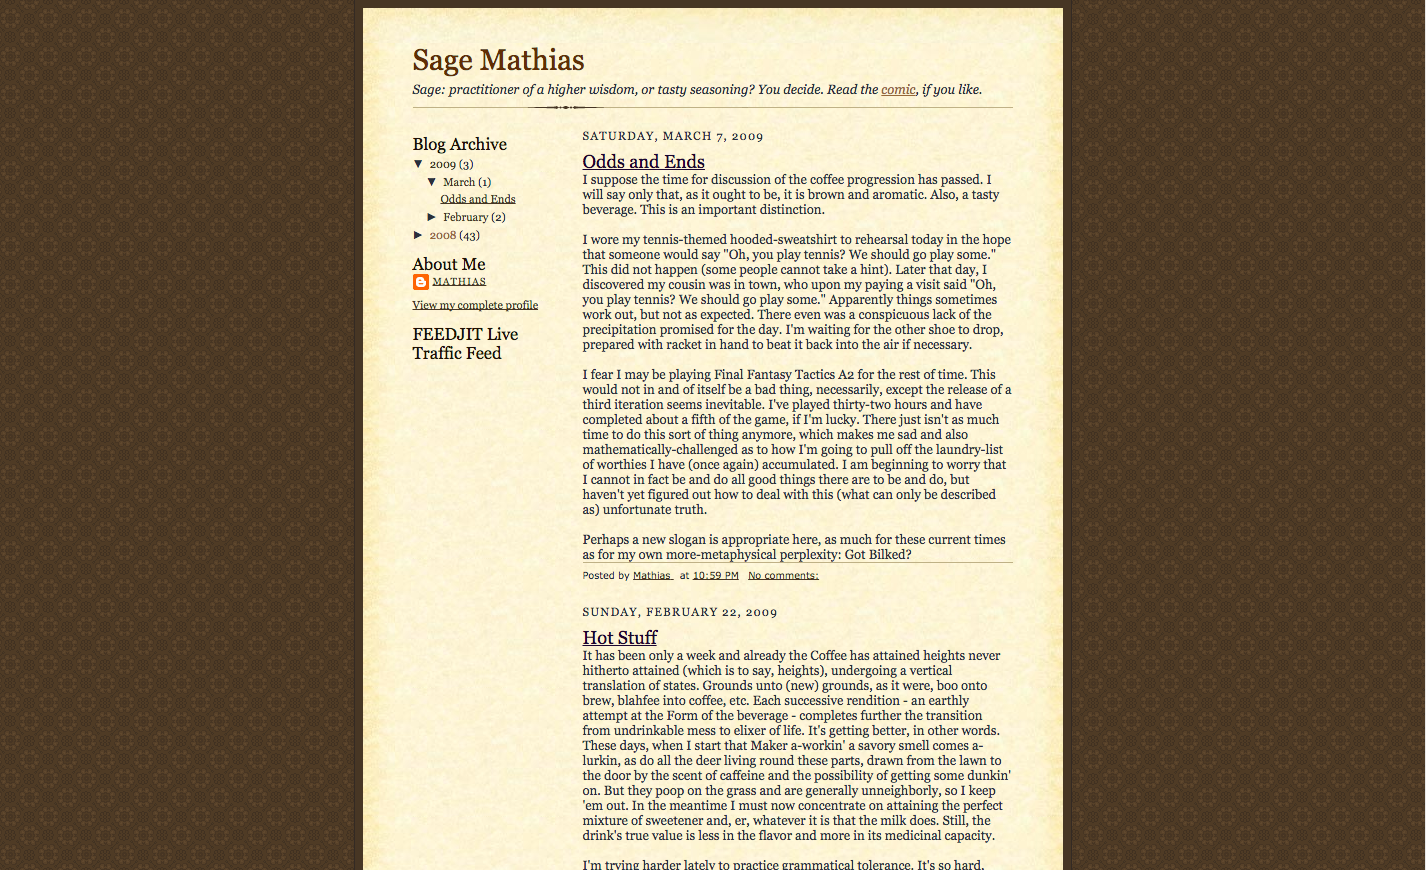 Sage Mathias
Sage: practitioner of a higher wisdom, or tasty seasoning? You decide. Read the comic, if you like.
Blog Archive
▼ 2009 (3)
▼ March (1)
Odds and Ends
► February (2)
► 2008 (43)
About Me
MATHIAS
View my complete profile
FEEDJIT Live
Traffic Feed
SATURDAY, MARCH 7, 2009
Odds and Ends
I suppose the time for discussion of the coffee progression has passed. I
will say only that, as it ought to be, it is brown and aromatic. Also, a tasty
beverage. This is an important distinction.
I wore my tennis-themed hooded-sweatshirt to rehearsal today in the hope
that someone would say "Oh, you play tennis? We should go play some."
This did not happen (some people cannot take a hint). Later that day, I
discovered my cousin was in town, who upon my paying a visit said "Oh,
you play tennis? We should go play some." Apparently things sometimes
work out, but not as expected. There even was a conspicuous lack of the
precipitation promised for the day. I'm waiting for the other shoe to drop,
prepared with racket in hand to beat it back into the air if necessary.
I fear I may be playing Final Fantasy Tactics A2 for the rest of time. This
would not in and of itself be a bad thing, necessarily, except the release of a
third iteration seems inevitable. I've played thirty-two hours and have
completed about a fifth of the game, if I'm lucky. There just isn't as much
time to do this sort of thing anymore, which makes me sad and also
mathematically-challenged as to how I'm going to pull off the laundry-list
of worthies I have (once again) accumulated. I am beginning to worry that
I cannot in fact be and do all good things there are to be and do, but
haven't yet figured out how to deal with this (what can only be described
as) unfortunate truth.
Perhaps a new slogan is appropriate here, as much for these current times
as for my own more-metaphysical perplexity: Got Bilked?
Posted by Mathias at 10:59 PM No comments:
SUNDAY, FEBRUARY 22, 2009
Hot Stuff
It has been only a week and already the Coffee has attained heights never
hitherto attained (which is to say, heights), undergoing a vertical
translation of states. Grounds unto (new) grounds, as it were, boo onto
brew, blahfee into coffee, etc. Each successive rendition - an earthly
attempt at the Form of the beverage - completes further the transition
from undrinkable mess to elixer of life. It's getting better, in other words.
These days, when I start that Maker a-workin' a savory smell comes a-
lurkin, as do all the deer living round these parts, drawn from the lawn to
the door by the scent of caffeine and the possibility of getting some dunkin'
on. But they poop on the grass and are generally unneighborly, so I keep
'em out. In the meantime I must now concentrate on attaining the perfect
mixture of sweetener and, er, whatever it is that the milk does. Still, the
drink's true value is less in the flavor and more in its medicinal capacity.
I'm trying harder lately to practice grammatical tolerance. It's so hard,